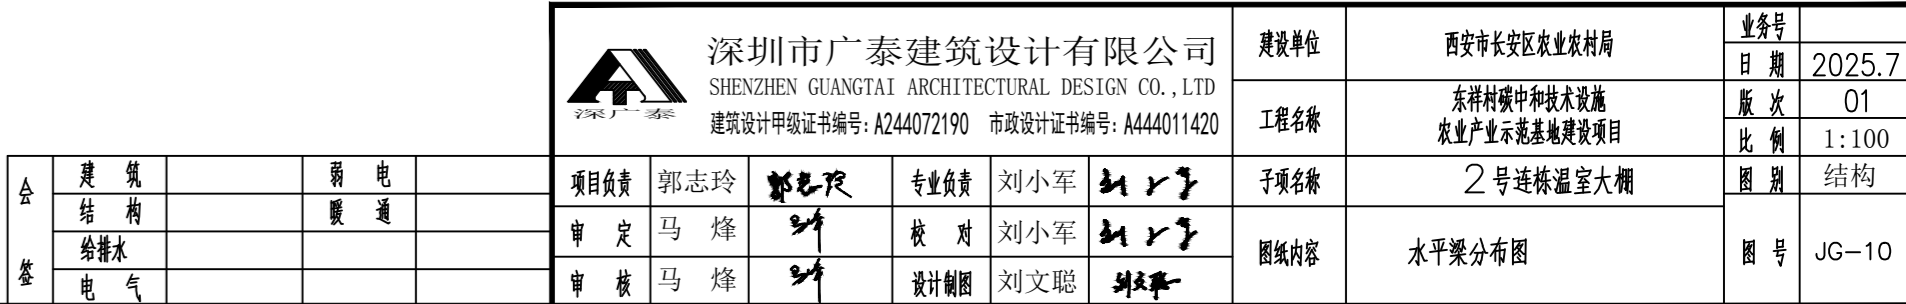 会签
建 筑
弱 电
结 构
暖 通
给排水
电 气
深广泰
深圳市广泰建筑设计有限公司
SHENZHEN GUANGTAI ARCHITECTURAL DESIGN CO.,LTD
建筑设计甲级证书编号: A244072190 市政设计证书编号: A444011420
项目负责 郭志玲 郭志玲 专业负责 刘小军
审 定 马 烽 校 对 刘小军
审 核 马 烽 设计制图 刘文聪 刘文聪
建设单位 西安市长安区农业农村局
工程名称 东祥村碳中和技术设施
农业产业示范基地建设项目
子项名称 2号连栋温室大棚
图纸内容 水平梁分布图
业务号
日 期 2025.7
版 次 01
比 例 1:100
图 别 结构
图 号 JG-10